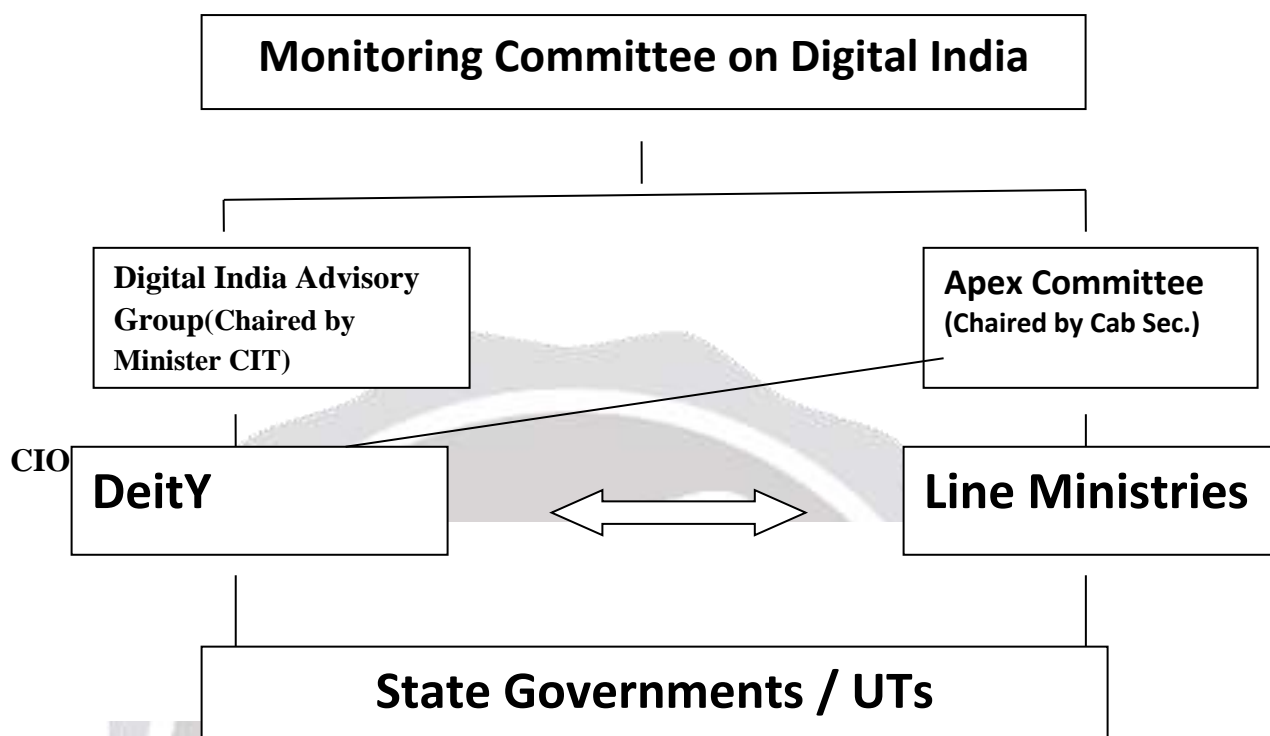 Monitoring Committee on Digital India
Digital India Advisory
Group(Chaired by
Minister CIT)
Apex Committee
(Chaired by Cab Sec.)
CIO
DeitY
Line Ministries
State Governments / UTs